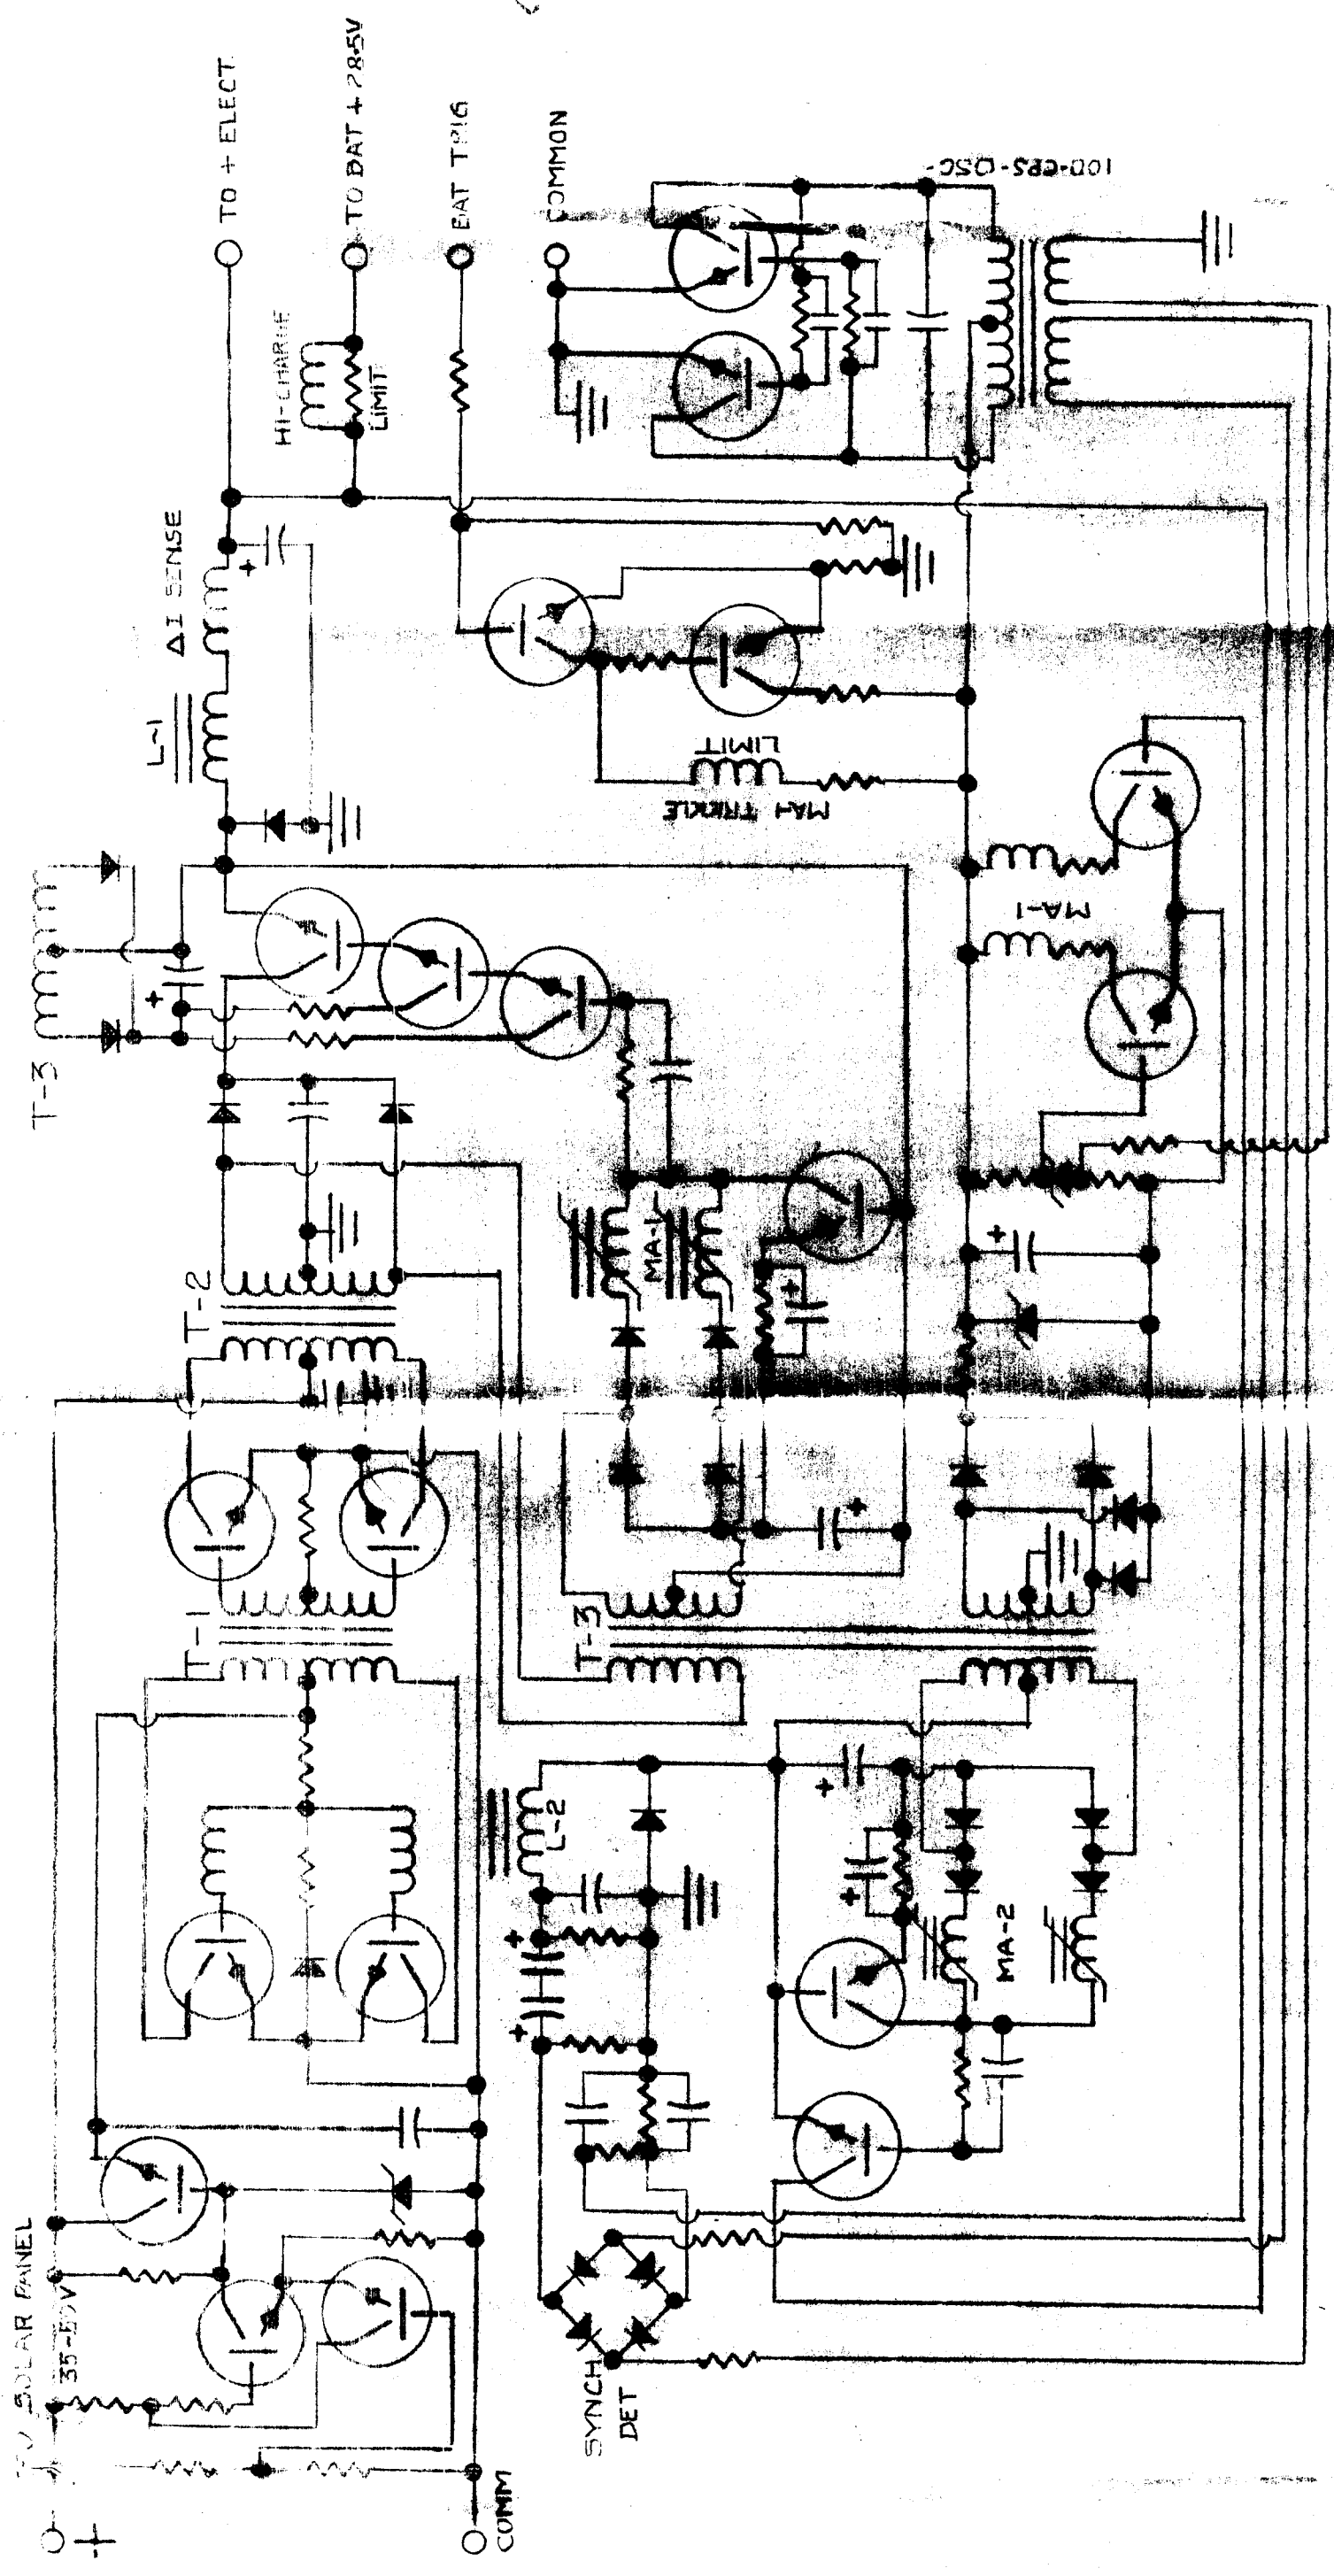 TO + ELECT.
TO BAT + 28.5V
BAT TRIG
COMMON
HI-CHARGE
LIMIT
100-CPS-OSC-
Δ I SENSE
L-1
LIMIT
MA-1 TRICKLE
T-3
MA-1
MA-1
T-2
T-1
T-3
L-2
MA-2
SOLAR PANEL
35-50V
+
SYNCH
DET
COMM